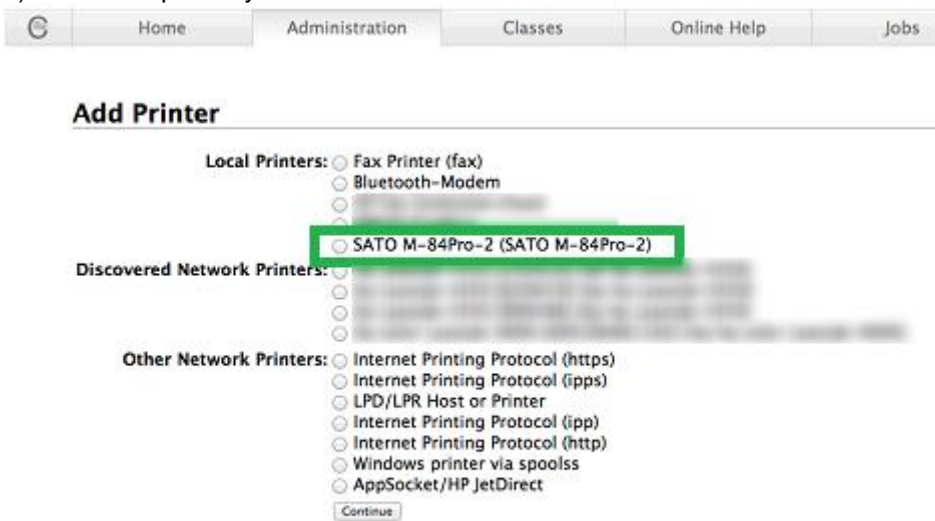 Home Administration Classes Online Help Jobs
Add Printer
Local Printers: Fax Printer (fax)
Bluetooth-Modem
SATO M-84Pro-2 (SATO M-84Pro-2)
Discovered Network Printers:
Other Network Printers: Internet Printing Protocol (https)
Internet Printing Protocol (ipps)
LPD/LPR Host or Printer
Internet Printing Protocol (ipp)
Internet Printing Protocol (http)
Windows printer via spoolss
AppSocket/HP JetDirect
Continue